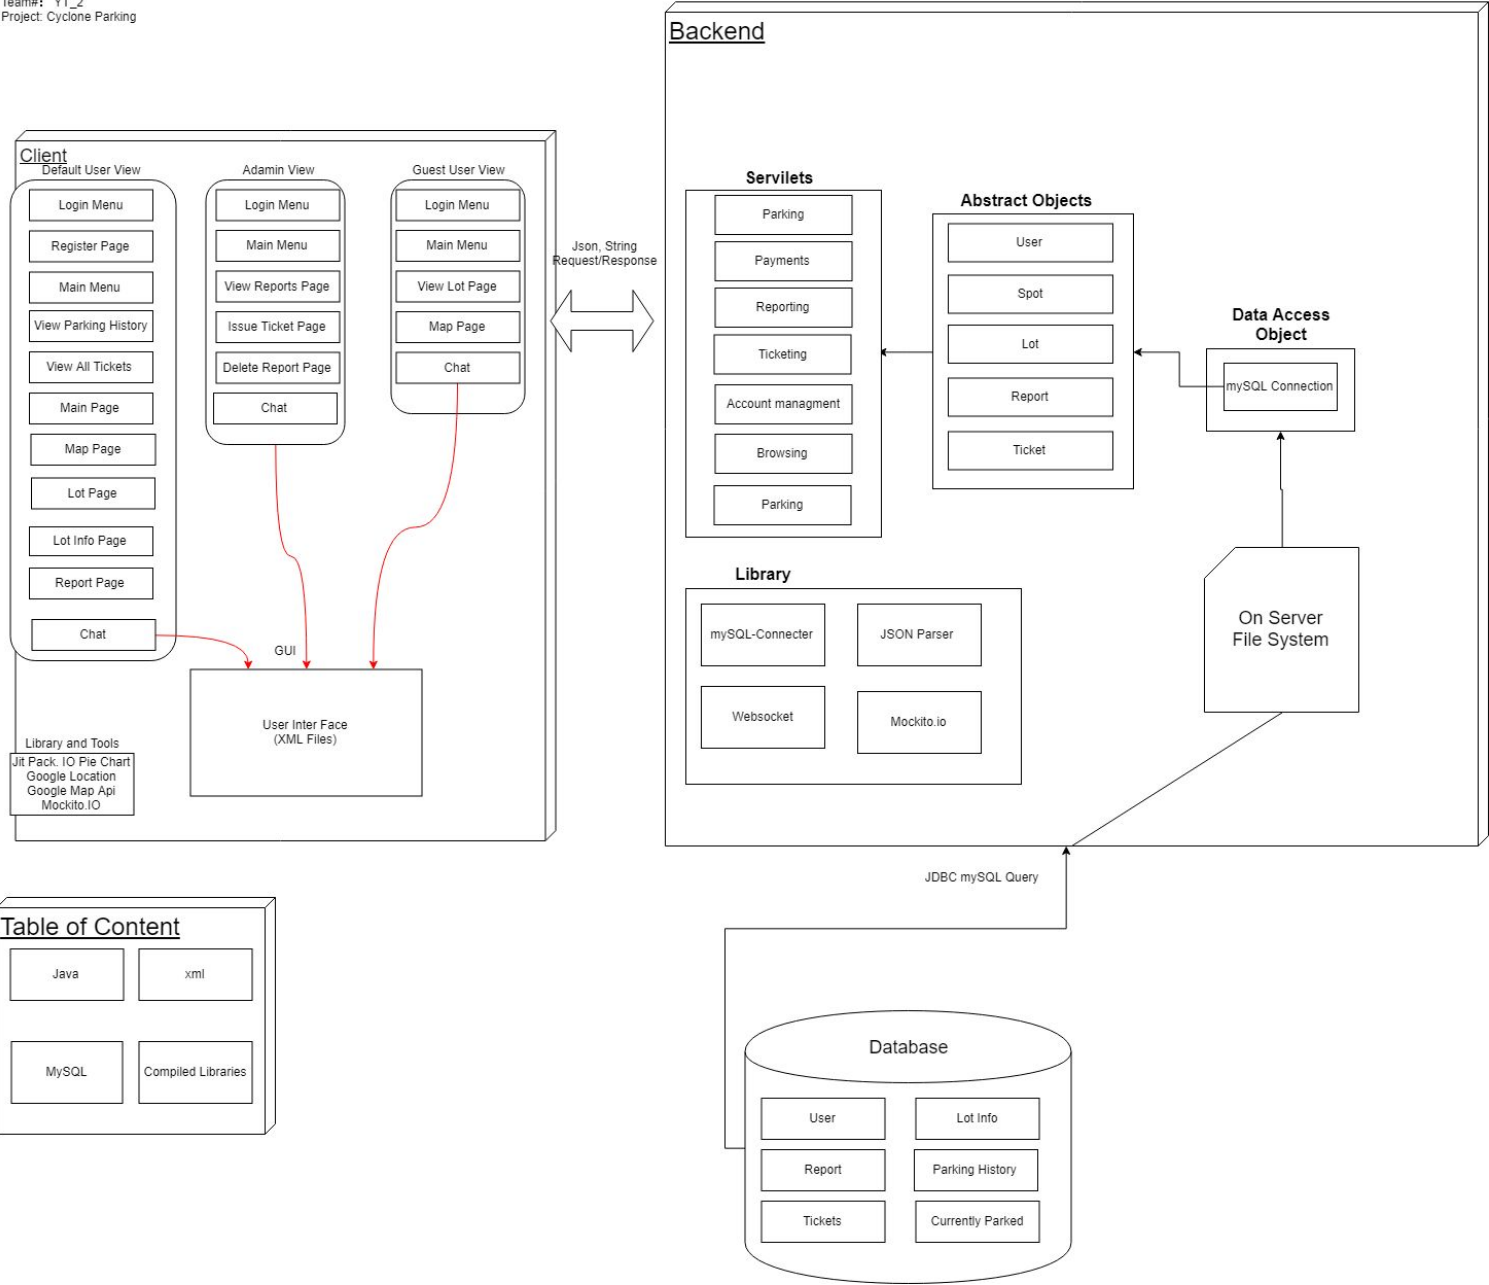 Team#: YT_2
Project: Cyclone Parking
Client
Default User View
Login Menu
Register Page
Main Menu
View Parking History
View All Tickets
Main Page
Map Page
Lot Page
Lot Info Page
Report Page
Chat
Adamin View
Login Menu
Main Menu
View Reports Page
Issue Ticket Page
Delete Report Page
Chat
Guest User View
Login Menu
Main Menu
View Lot Page
Map Page
Chat
GUI
User Inter Face
(XML Files)
Library and Tools
Jit Pack. IO Pie Chart
Google Location
Google Map Api
Mockito.IO
Json, String
Request/Response
Backend
Servilets
Parking
Payments
Reporting
Ticketing
Account managment
Browsing
Parking
Abstract Objects
User
Spot
Lot
Report
Ticket
Data Access
Object
mySQL Connection
Library
mySQL-Connecter
JSON Parser
Websocket
Mockito.io
On Server
File System
JDBC mySQL Query
Table of Content
Java
xml
MySQL
Compiled Libraries
Database
User
Lot Info
Report
Parking History
Tickets
Currently Parked